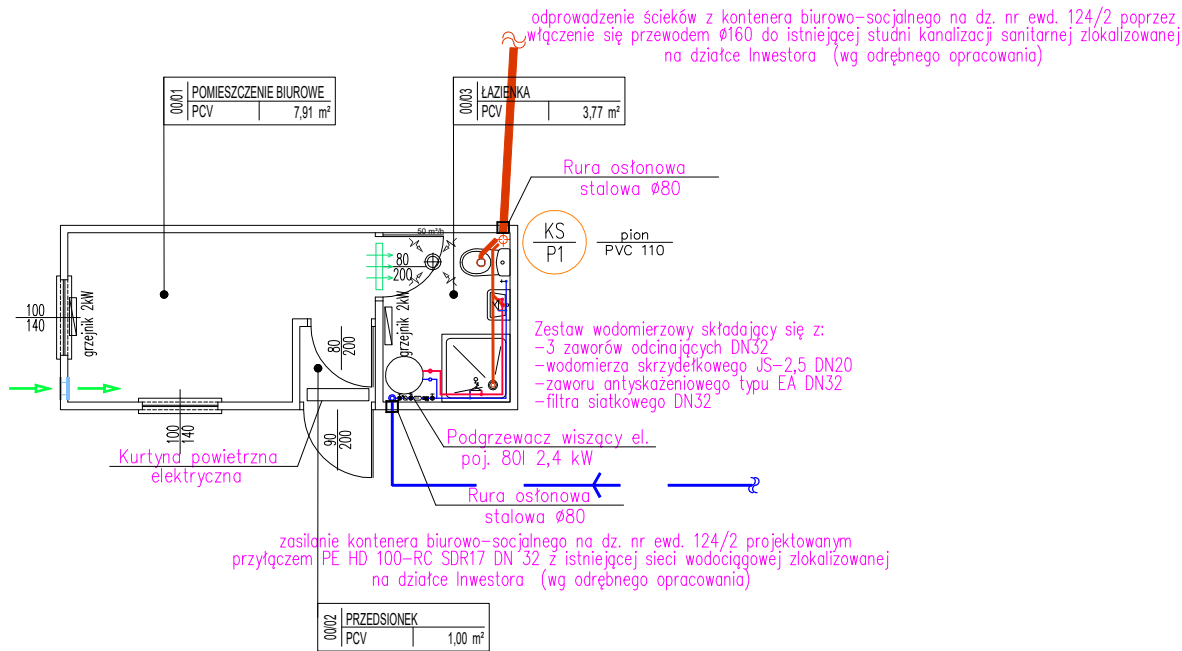 odprowadzenie ścieków z kontenera biurowo-socjalnego na dz. nr ewd. 124/2 poprzez
włączenie się przewodem Ø160 do istniejącej studni kanalizacji sanitarnej zlokalizowanej
na działce Inwestora (wg odrębnego opracowania)
00/01
POMIESZCZENIE BIUROWE
PCV 7,91 m²
00/03
ŁAZIENKA
PCV 3,77 m²
Rura osłonowa
stalowa Ø80
KS
P1
pion
PVC 110
50 m³/h
80
200
100
140
grzejnik 2kW
grzejnik 2kW
80
200
Zestaw wodomierzowy składający się z:
-3 zaworów odcinających DN32
-wodomierza skrzydełkowego JS-2,5 DN20
-zaworu antyskażeniowego typu EA DN32
-filtra siatkowego DN32
100
140
90
200
Kurtyna powietrzna
elektryczna
Podgrzewacz wiszący el.
poj. 80l 2,4 kW
Rura osłonowa
stalowa Ø80
zasilanie kontenera biurowo-socjalnego na dz. nr ewd. 124/2 projektowanym
przyłączem PE HD 100-RC SDR17 DN 32 z istniejącej sieci wodociągowej zlokalizowanej
na działce Inwestora (wg odrębnego opracowania)
00/02
PRZEDSIONEK
PCV 1,00 m²